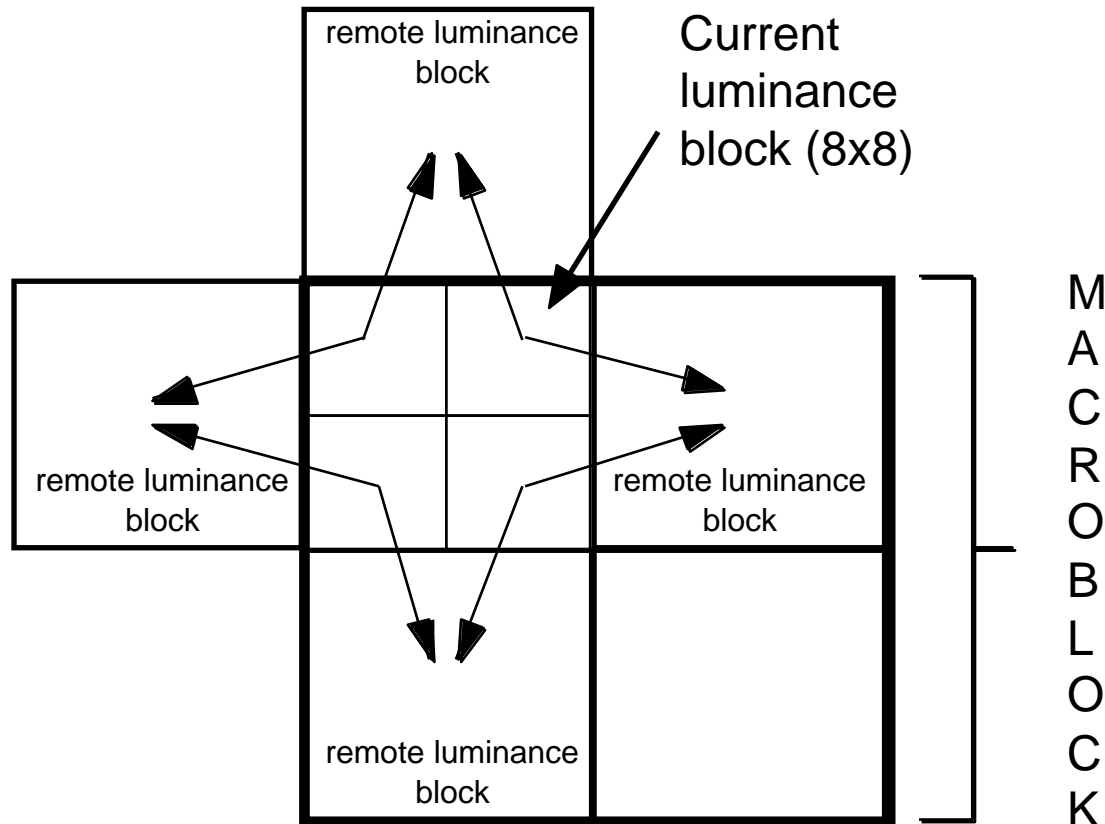 remote luminance
block
Current
luminance
block (8x8)
remote luminance
block
remote luminance
block
remote luminance
block
M
A
C
R
O
B
L
O
C
K